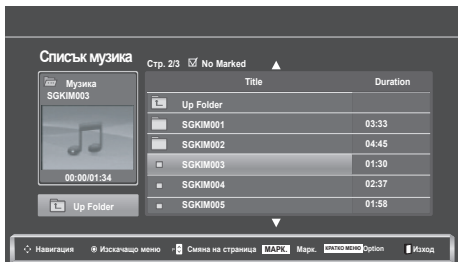 Списък музика
Стр. 2/3 No Marked
Музика
SGKIM003
00:00/01:34
Up Folder
Title Duration
Up Folder
SGKIM001 03:33
SGKIM002 04:45
SGKIM003 01:30
SGKIM004 02:37
SGKIM005 01:58
Навигация Изскачащо меню Смяна на страница МАРК. Марк. КРАТКО МЕНЮ Option Изход